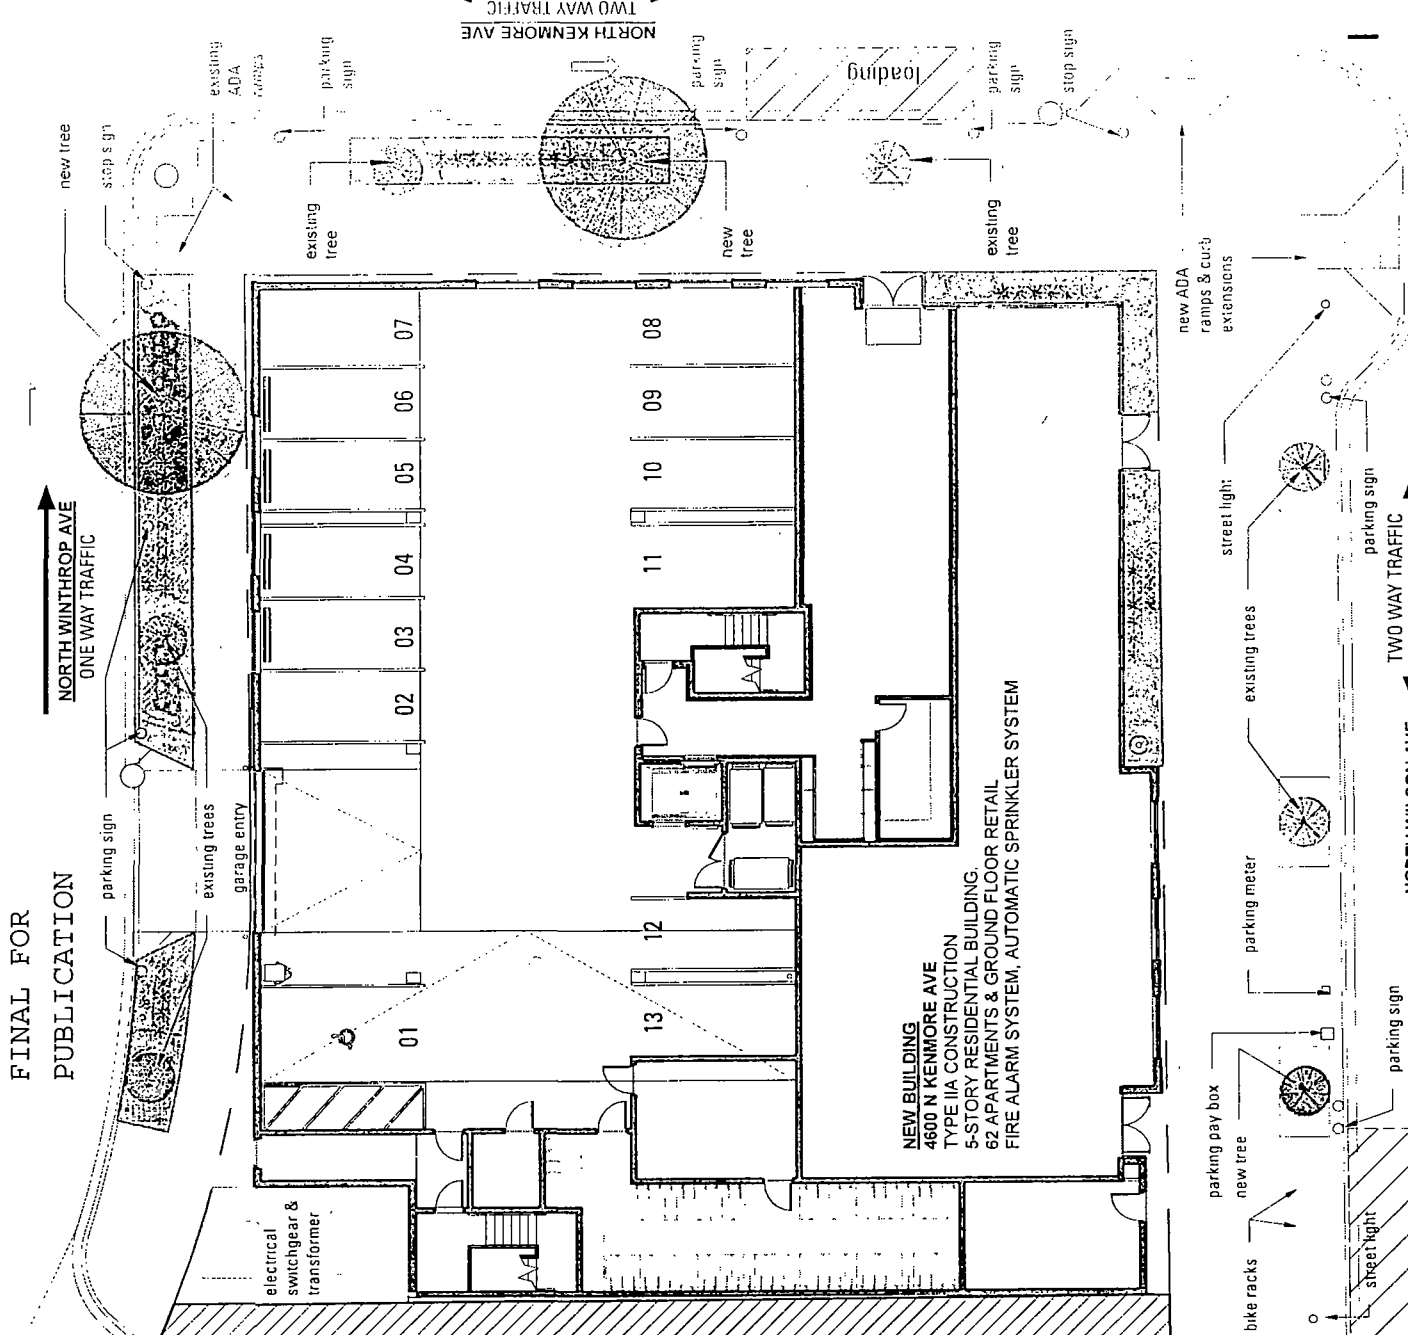 FINAL FOR
PUBLICATION
NORTH WINTHROP AVE
ONE WAY TRAFFIC
new tree
stop sign
existing
ADA
ramps
parking
sign
NORTH KENMORE AVE
TWO WAY TRAFFIC
parking
sign
loading
parking
sign
stop sign
existing
tree
new
tree
existing
tree
new ADA
ramps & curb
extensions
parking sign
existing trees
garage entry
01
02
03
04
05
06
07
08
09
10
11
12
13
electrical
switchgear &
transformer
NEW BUILDING
4600 N KENMORE AVE
TYPE IIIA CONSTRUCTION
5-STORY RESIDENTIAL BUILDING.
62 APARTMENTS & GROUND FLOOR RETAIL
FIRE ALARM SYSTEM, AUTOMATIC SPRINKLER SYSTEM
street light
existing trees
parking meter
parking pay box
new tree
bike racks
street light
parking sign
parking sign
TWO WAY TRAFFIC